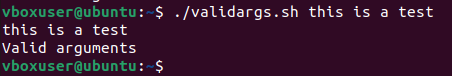 vboxuser@ubuntu:~$ ./validargs.sh this is a test
this is a test
Valid arguments
vboxuser@ubuntu:~$